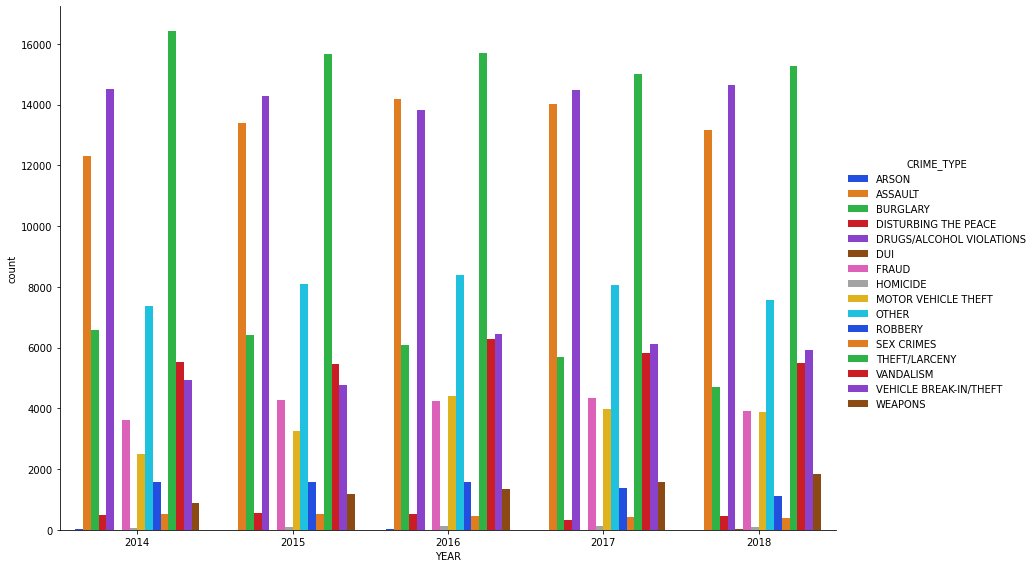 16000
14000
12000
10000
8000
6000
4000
2000
0
count
2014 2015 2016 2017 2018
YEAR
CRIME_TYPE
ARSON
ASSAULT
BURGLARY
DISTURBING THE PEACE
DRUGS/ALCOHOL VIOLATIONS
DUI
FRAUD
HOMICIDE
MOTOR VEHICLE THEFT
OTHER
ROBBERY
SEX CRIMES
THEFT/LARCENY
VANDALISM
VEHICLE BREAK-IN/THEFT
WEAPONS